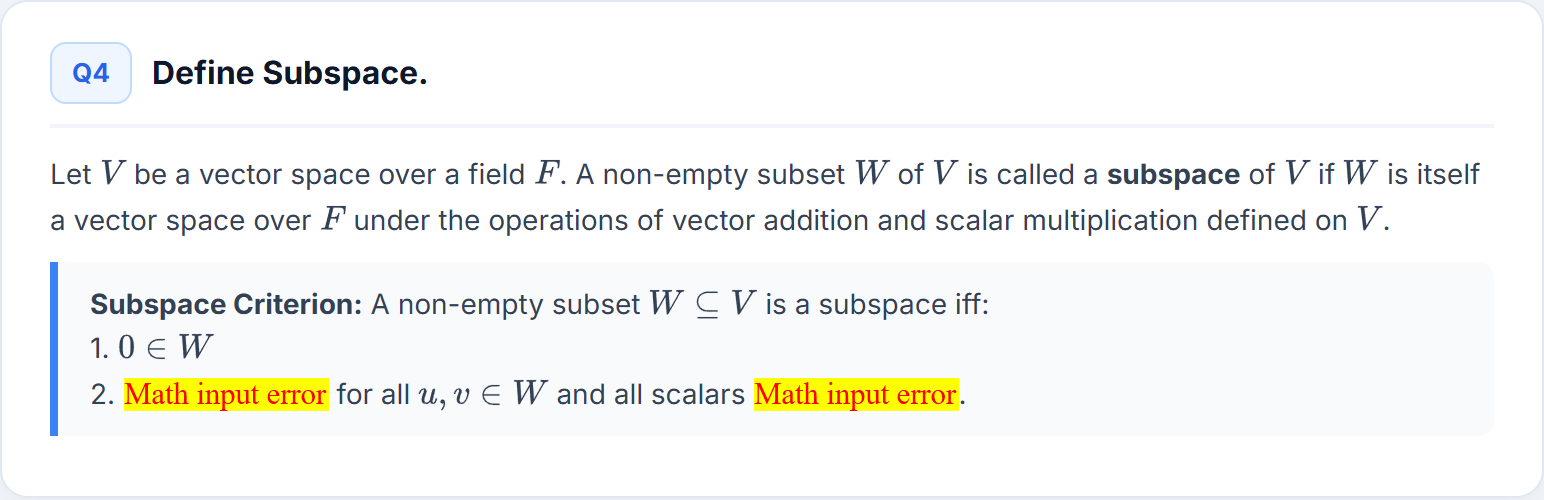 Q4 Define Subspace.
Let V be a vector space over a field F. A non-empty subset W of V is called a subspace of V if W is itself
a vector space over F under the operations of vector addition and scalar multiplication defined on V.
Subspace Criterion: A non-empty subset W ⊆ V is a subspace iff:
1. 0 ∈ W
2. Math input error for all u, v ∈ W and all scalars Math input error.